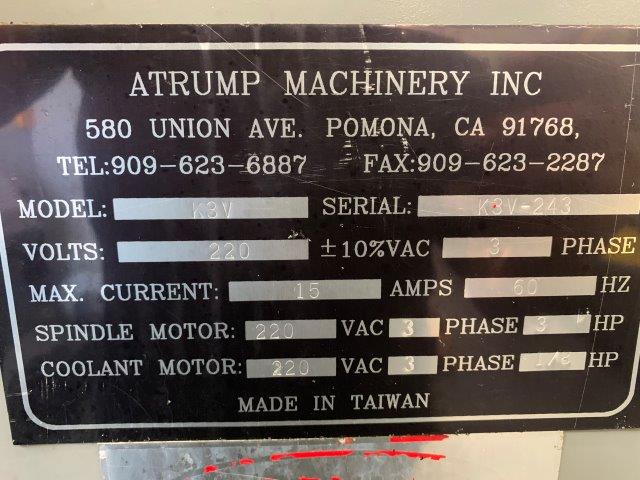 ATRUMP MACHINERY INC
580 UNION AVE. POMONA, CA 91768,
TEL:909-623-6887 FAX:909-623-2287
MODEL: K3V SERIAL: K3V-243
VOLTS: 220 ±10%VAC 3 PHASE
MAX. CURRENT: 15 AMPS 60 HZ
SPINDLE MOTOR: 220 VAC 3 PHASE 3 HP
COOLANT MOTOR: 220 VAC 3 PHASE 1/8 HP
MADE IN TAIWAN